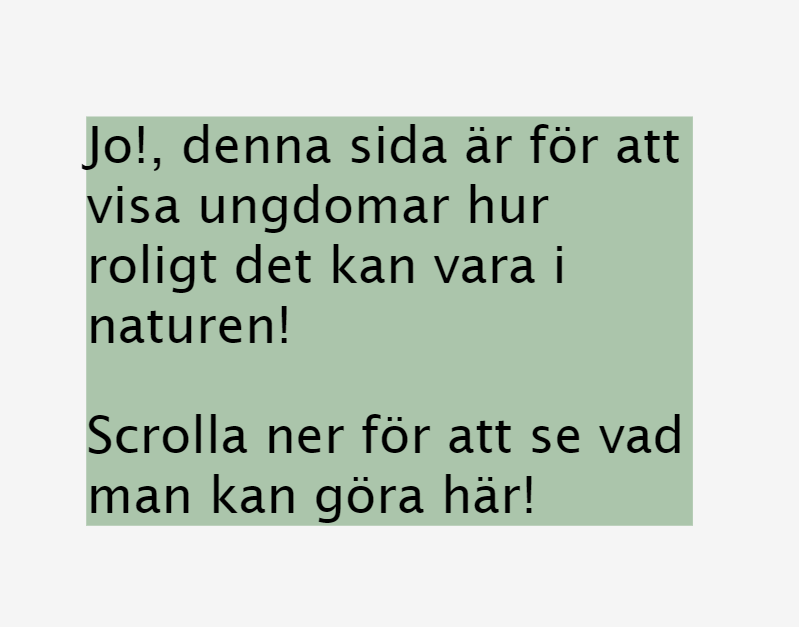 Jo!, denna sida är för att
visa ungdomar hur
roligt det kan vara i
naturen!
Scrolla ner för att se vad
man kan göra här!